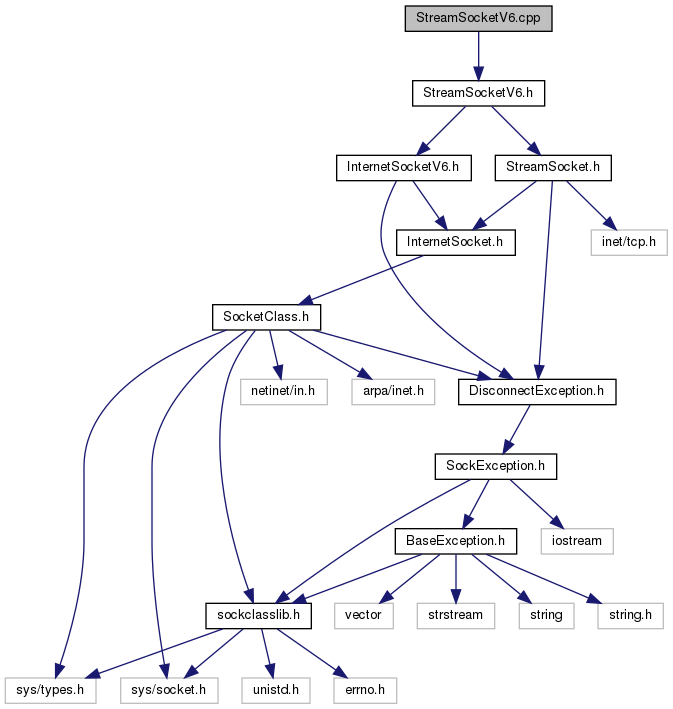 StreamSocketV6.cpp
StreamSocketV6.h
InternetSocketV6.h
StreamSocket.h
InternetSocket.h
inet/tcp.h
SocketClass.h
netinet/in.h
arpa/inet.h
DisconnectException.h
SockException.h
BaseException.h
iostream
sockclasslib.h
vector
strstream
string
string.h
sys/types.h
sys/socket.h
unistd.h
errno.h